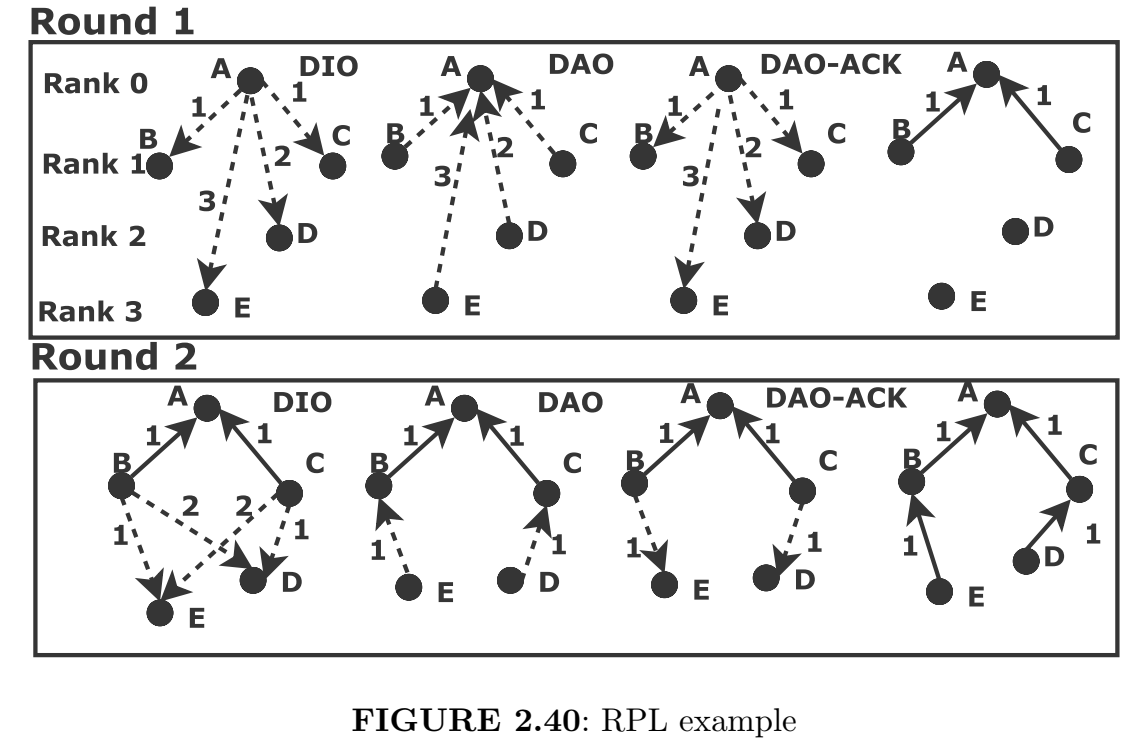 Round 1
A DIO A DAO A DAO-ACK A
Rank 0
1 1 1 1 1 1 1 1
B C B C B C B C
Rank 1
2 2 2
3 3 3
Rank 2 D D D D
Rank 3 E E E E
Round 2
A DIO A DAO A DAO-ACK A
1 1 1 1 1 1 1 1
B C B C B C B C
2 2
1 1 1 1 1 1 1 1
D D D D
E E E E
FIGURE 2.40: RPL example